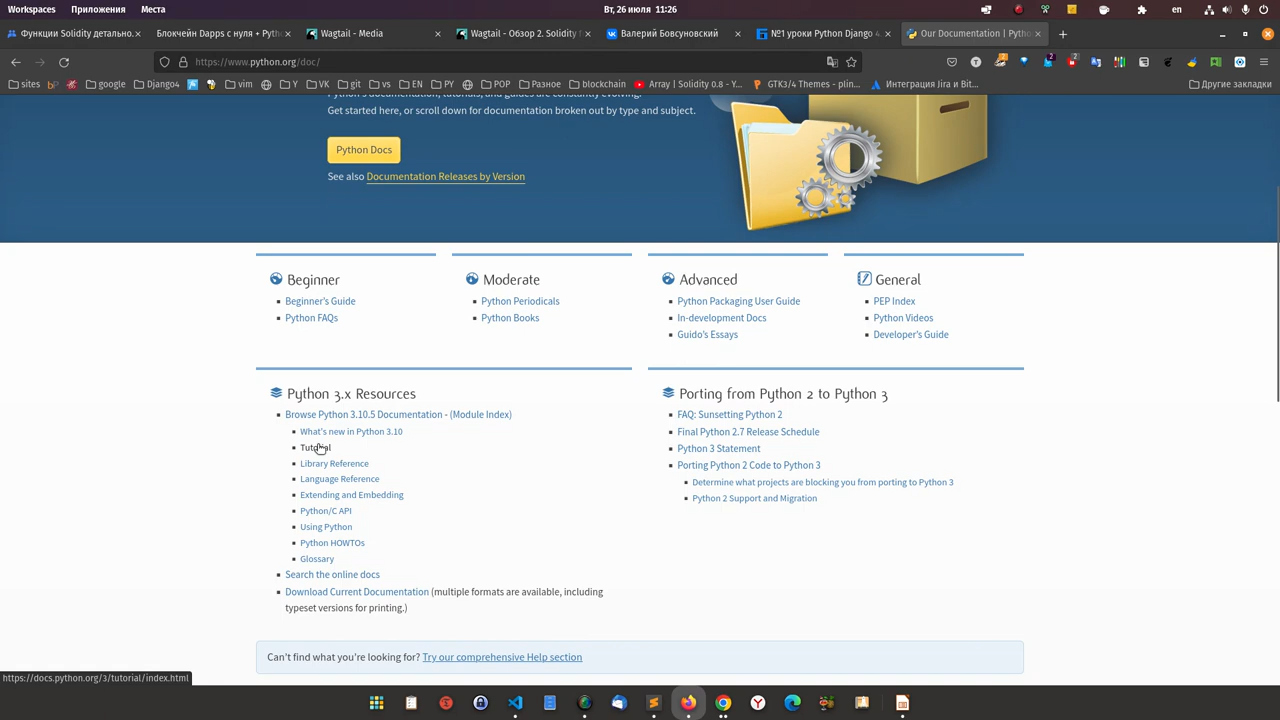 Workspaces Приложения Места Вт, 26 июля 11:26 en
Функции Solidity детально. Блокчейн Dapps с нуля + Pytho Wagtail - Media Wagtail - Обзор 2. Solidity Валерий Бовсуновский №1 уроки Python Django 4. Our Documentation | Pytho
https://www.python.org/doc/
sites google Django4 vim Y VK git vs EN PY POP Разное blockchain Array | Solidity 0.8 - Y... GTK3/4 Themes - plin... Интеграция Jira и Bit... Другие закладки
Python's documentation, tutorials, and guides are constantly evolving.
Get started here, or scroll down for documentation broken out by type and subject.
Python Docs
See also Documentation Releases by Version
Beginner
Beginner's Guide
Python FAQs
Moderate
Python Periodicals
Python Books
Advanced
Python Packaging User Guide
In-development Docs
Guido's Essays
General
PEP Index
Python Videos
Developer's Guide
Python 3.x Resources
Browse Python 3.10.5 Documentation - (Module Index)
What's new in Python 3.10
Tutorial
Library Reference
Language Reference
Extending and Embedding
Python/C API
Using Python
Python HOWTOs
Glossary
Search the online docs
Download Current Documentation (multiple formats are available, including
typeset versions for printing.)
Porting from Python 2 to Python 3
FAQ: Sunsetting Python 2
Final Python 2.7 Release Schedule
Python 3 Statement
Porting Python 2 Code to Python 3
Determine what projects are blocking you from porting to Python 3
Python 2 Support and Migration
Can't find what you're looking for? Try our comprehensive Help section
https://docs.python.org/3/tutorial/index.html